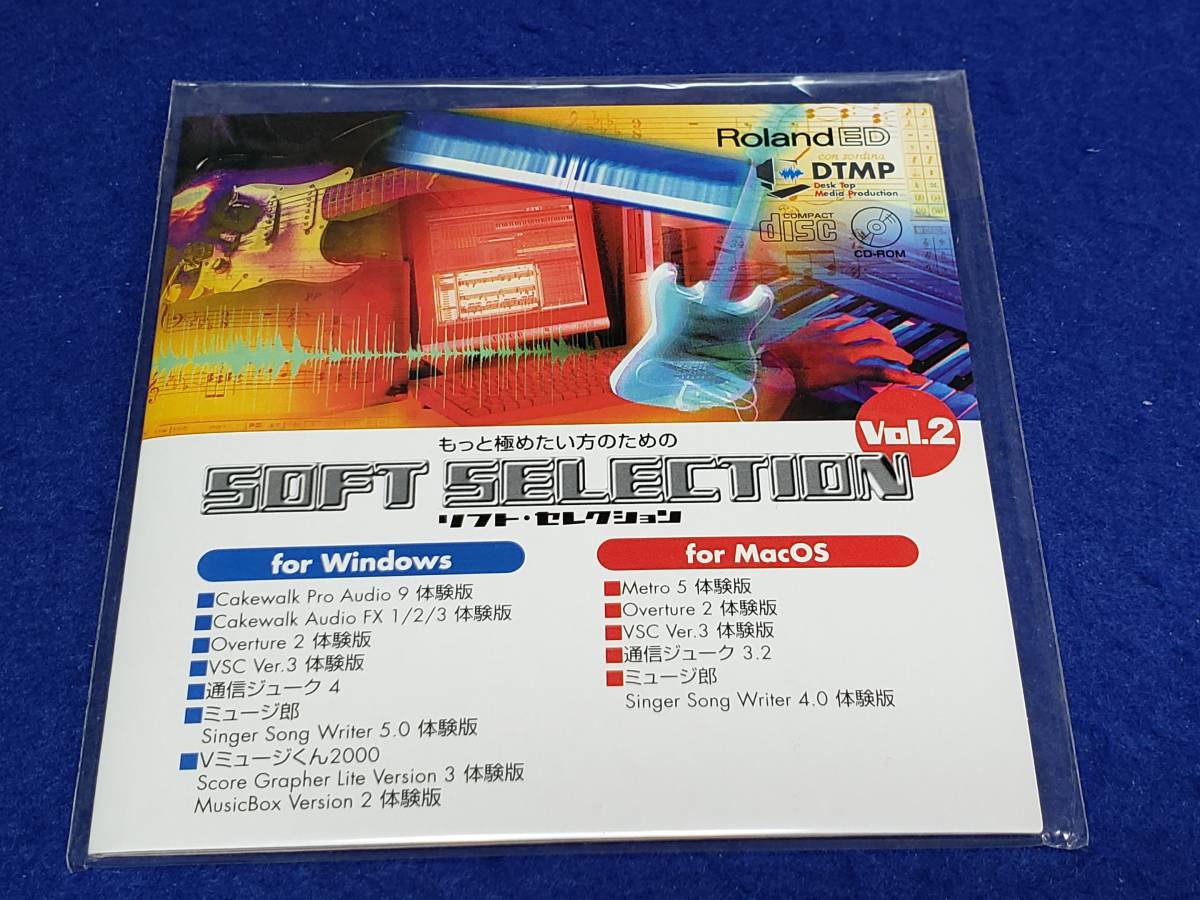 Roland ED
con sordina
DTMP
Desk Top
Media Production
COMPACT
disc
CD-ROM
Vol.2
もっと極めたい方のための
SOFT SELECTION
ソフト・セレクション
for Windows
■Cakewalk Pro Audio 9 体験版
■Cakewalk Audio FX 1/2/3 体験版
■Overture 2 体験版
■VSC Ver.3 体験版
■通信ジューク 4
■ミュージ郎
Singer Song Writer 5.0 体験版
■Vミュージくん2000
Score Grapher Lite Version 3 体験版
MusicBox Version 2 体験版
for MacOS
■Metro 5 体験版
■Overture 2 体験版
■VSC Ver.3 体験版
■通信ジューク 3.2
■ミュージ郎
Singer Song Writer 4.0 体験版